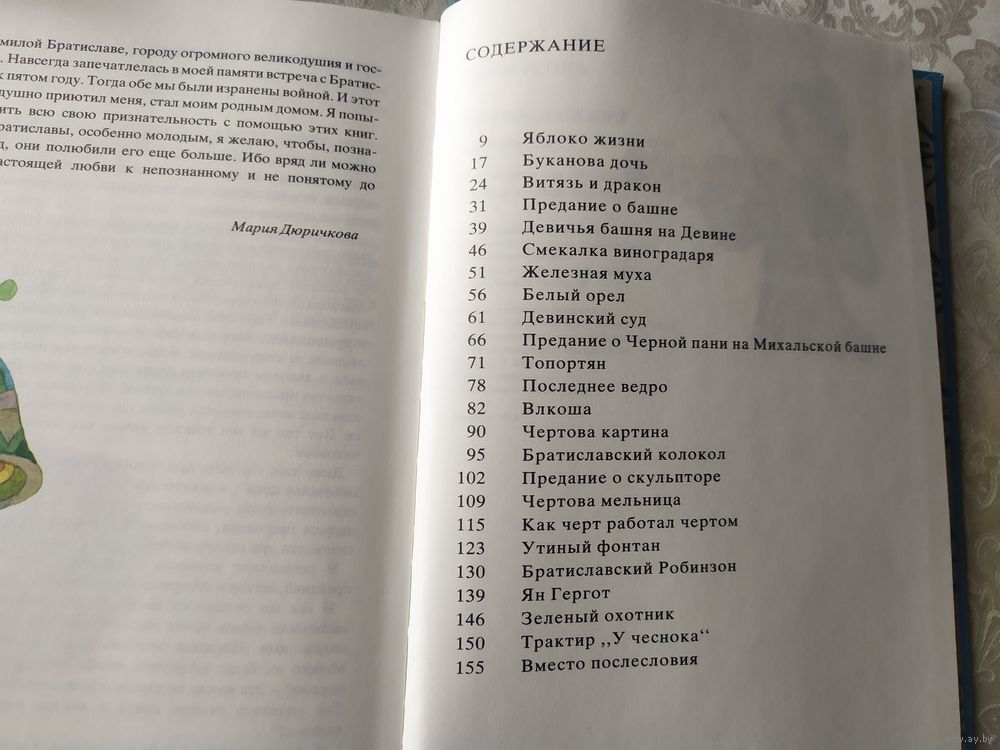 милой Братиславе, городу огромного великодушия и гос-
. Навсегда запечатлелась в моей памяти встреча с Братис-
к пятом году. Тогда обе мы были изранены войной. И этот
душно приютил меня, стал моим родным домом. Я попы-
ить всю свою признательность с помощью этих книг.
ратиславы, особенно молодым, я желаю, чтобы, позна-
д, они полюбили его еще больше. Ибо вряд ли можно
астоящей любви к непознанному и не понятому до
Мария Дюричкова
СОДЕРЖАНИЕ
9 Яблоко жизни
17 Буканова дочь
24 Витязь и дракон
31 Предание о башне
39 Девичья башня на Девине
46 Смекалка виноградаря
51 Железная муха
56 Белый орел
61 Девинский суд
66 Предание о Черной пани на Михальской башне
71 Топортян
78 Последнее ведро
82 Влкоша
90 Чертова картина
95 Братиславский колокол
102 Предание о скульпторе
109 Чертова мельница
115 Как черт работал чертом
123 Утиный фонтан
130 Братиславский Робинзон
139 Ян Гергот
146 Зеленый охотник
150 Трактир ,,У чеснока“
155 Вместо послесловия